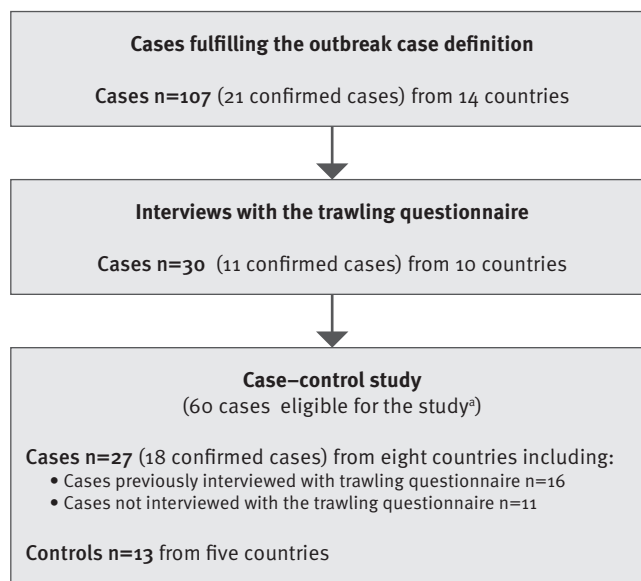 Cases fulfilling the outbreak case definition
Cases n=107 (21 confirmed cases) from 14 countries
Interviews with the trawling questionnaire
Cases n=30 (11 confirmed cases) from 10 countries
Case–control study
(60 cases eligible for the studyᵃ)
Cases n=27 (18 confirmed cases) from eight countries including:
• Cases previously interviewed with trawling questionnaire n=16
• Cases not interviewed with the trawling questionnaire n=11
Controls n=13 from five countries